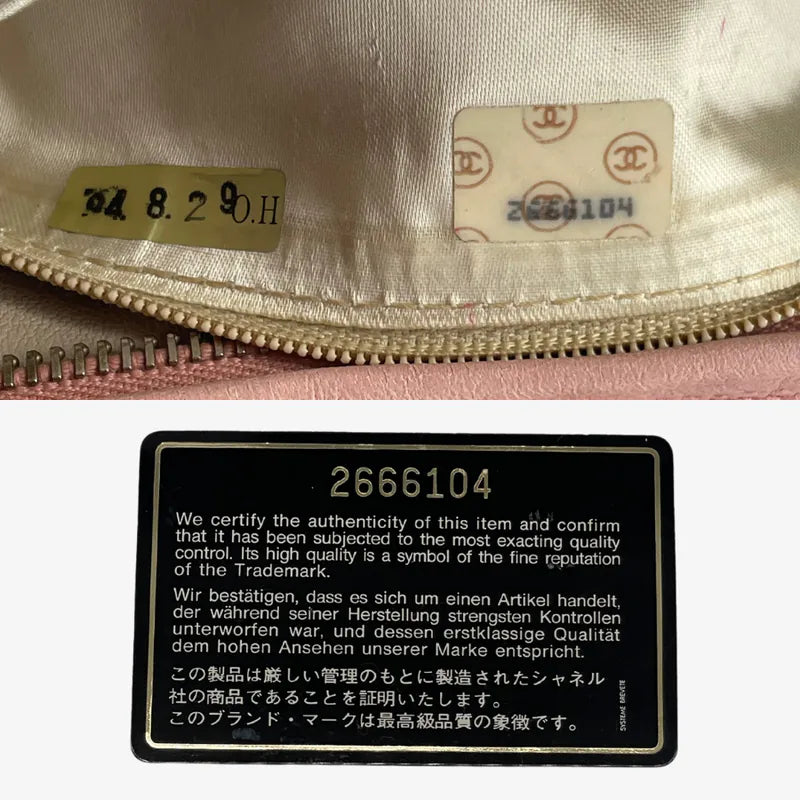 94. 8. 29 O.H
2666104
2666104
We certify the authenticity of this item and confirm
that it has been subjected to the most exacting quality
control. Its high quality is a symbol of the fine reputation
of the Trademark.
Wir bestätigen, dass es sich um einen Artikel handelt,
der während seiner Herstellung strengsten Kontrollen
unterworfen war, und dessen erstklassige Qualität
dem hohen Ansehen unserer Marke entspricht.
この製品は厳しい管理のもとに製造されたシャネル
社の商品であることを証明いたします。
このブランド・マークは最高級品質の象徴です。
SYSTEME BREVETE